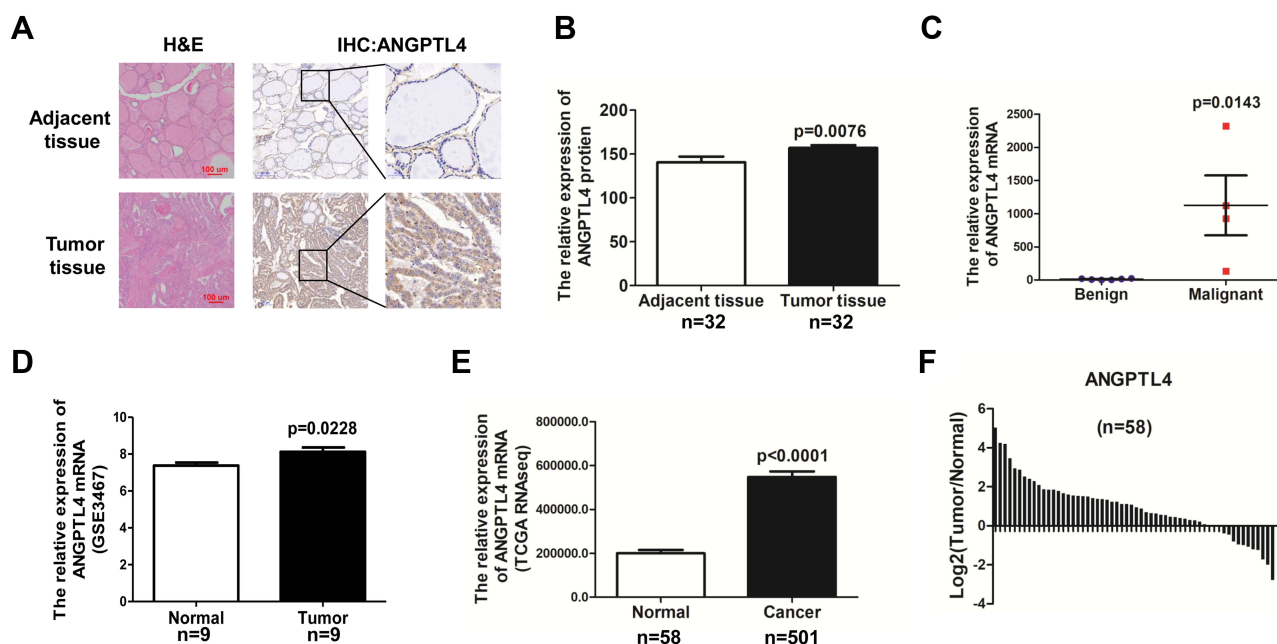 A
H&E
IHC:ANGPTL4
Adjacent
tissue
100 um
Tumor
tissue
100 um
B
The relative expression of
ANGPTL4 protien
200
150
100
50
0
p=0.0076
Adjacent tissue
Tumor tissue
n=32
n=32
C
The relative expression
of ANGPTL4 mRNA
2500
2000
1500
1000
500
0
p=0.0143
Benign
Malignant
D
The relative expression of
ANGPTL4 mRNA
(GSE3467)
10
8
6
4
2
0
p=0.0228
Normal
Tumor
n=9
n=9
E
The relative expression
of ANGPTL4 mRNA
(TCGA RNAseq)
800000.0
600000.0
400000.0
200000.0
0.0
p<0.0001
Normal
Cancer
n=58
n=501
F
ANGPTL4
(n=58)
Log2(Tumor/Normal)
6
4
2
0
-2
-4